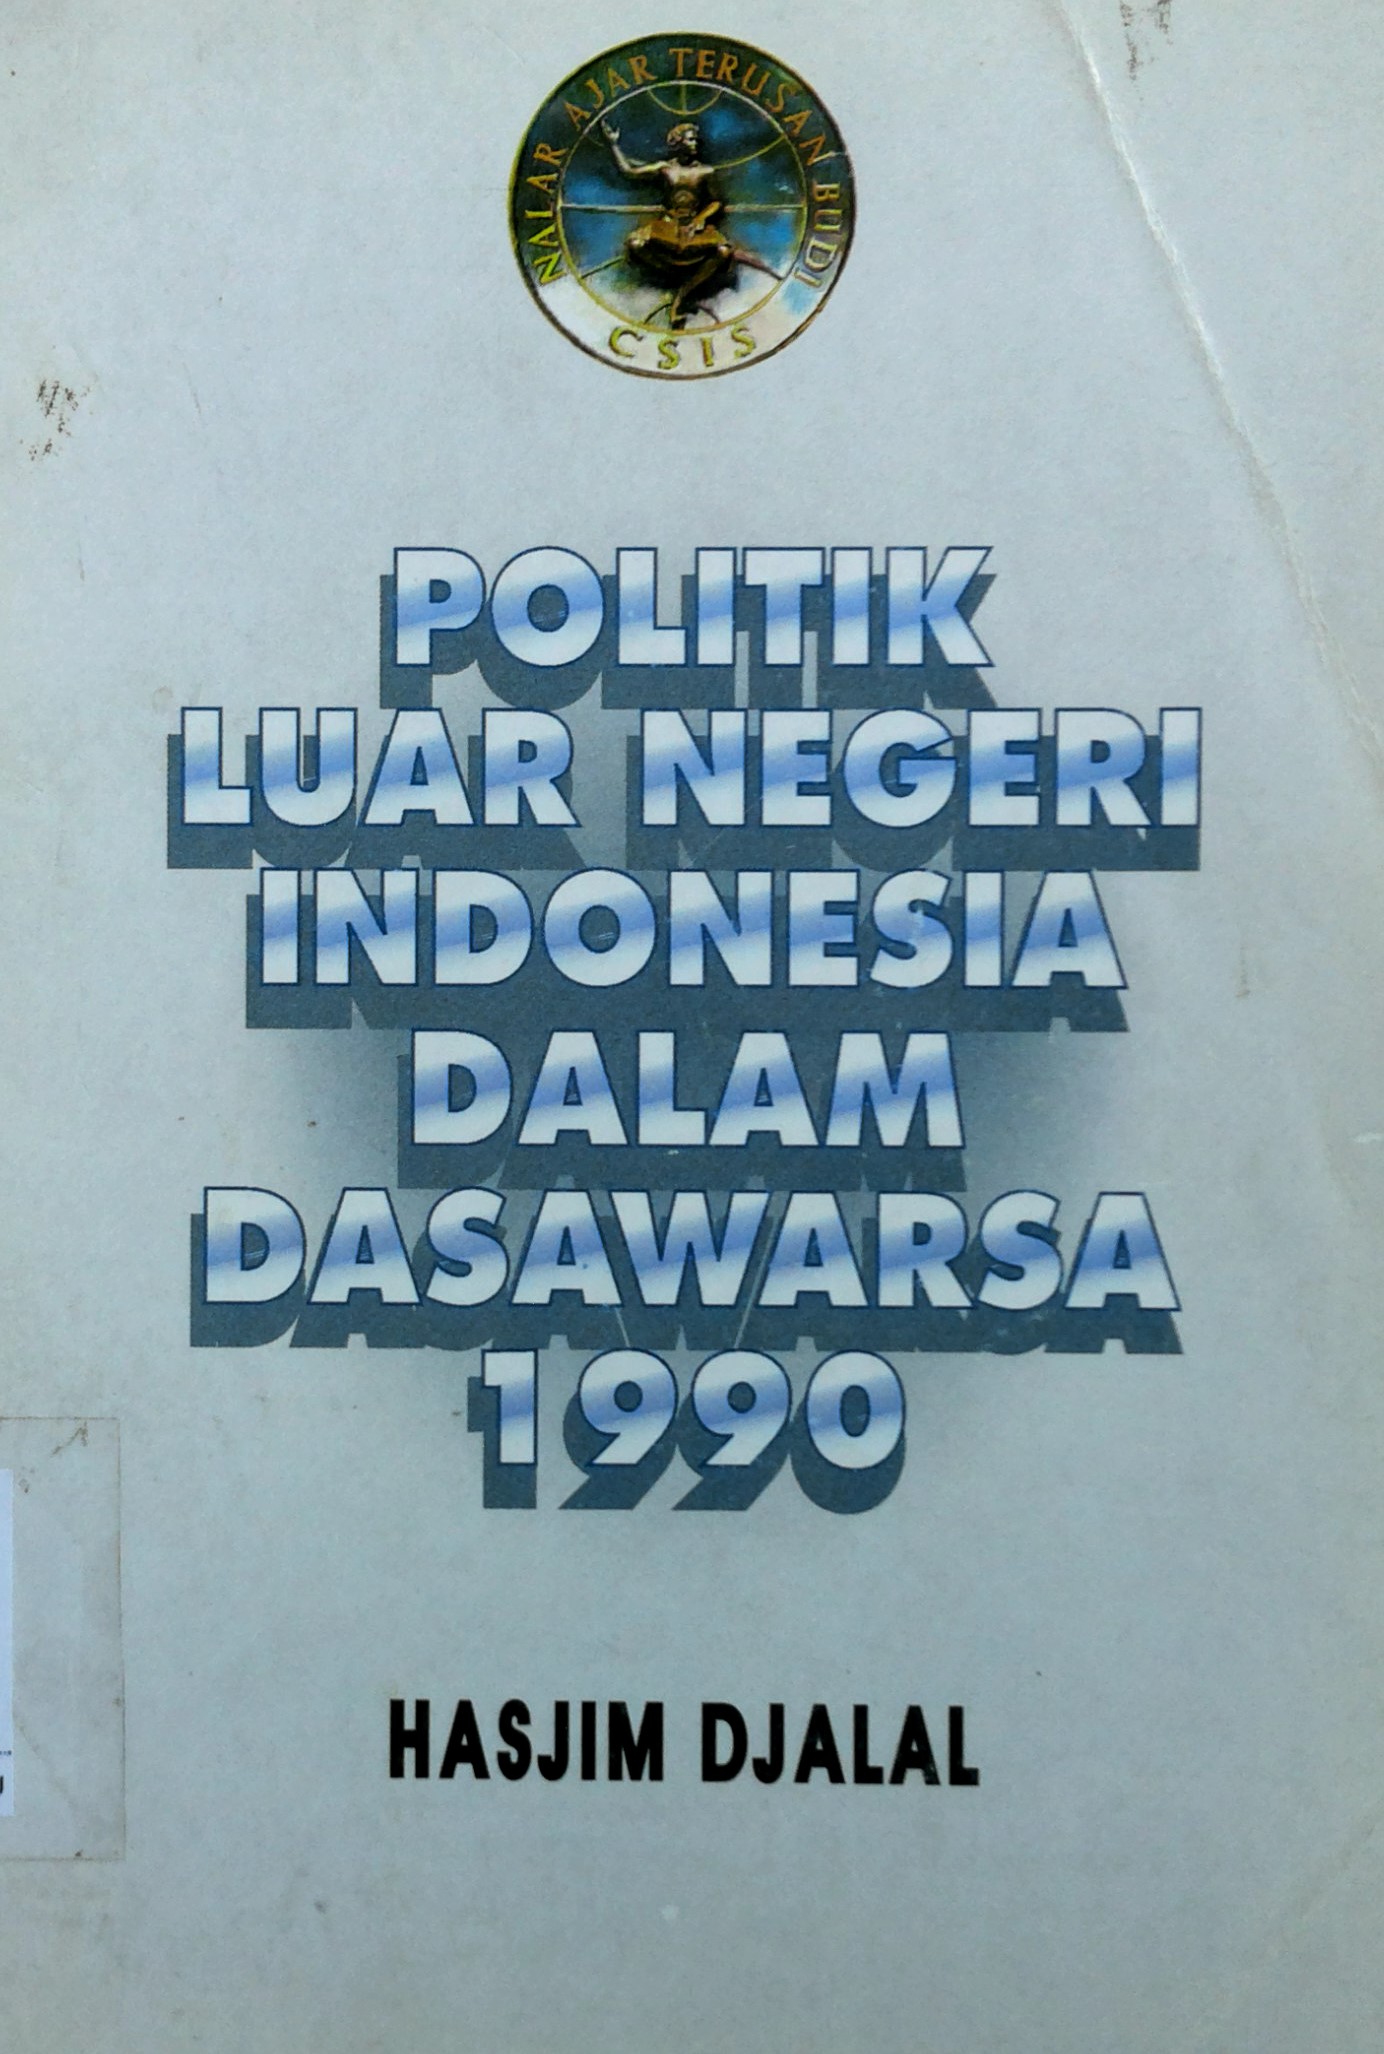 NALAR AJAR TERUSAN BUDI
CSIS
POLITIK
LUAR NEGERI
INDONESIA
DALAM
DASAWARSA
1990
HASJIM DJALAL